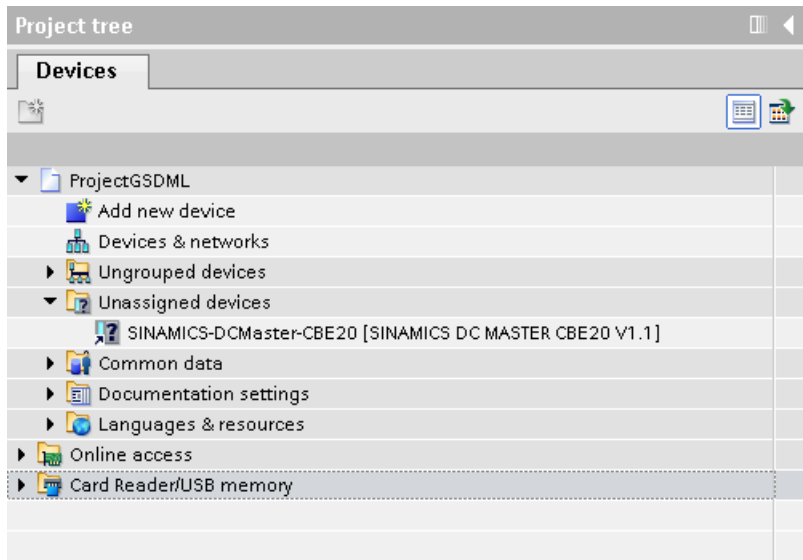 Project tree
Devices
ProjectGSDML
Add new device
Devices & networks
Ungrouped devices
Unassigned devices
SINAMICS-DCMaster-CBE20 [SINAMICS DC MASTER CBE20 V1.1]
Common data
Documentation settings
Languages & resources
Online access
Card Reader/USB memory